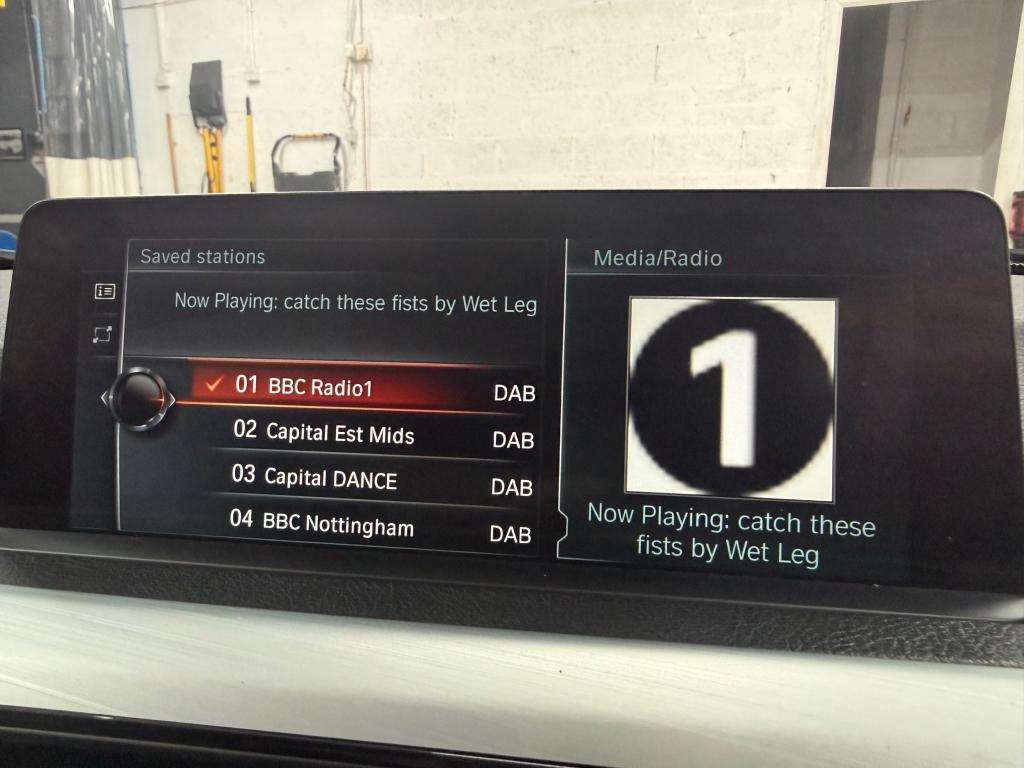 Saved stations
Now Playing: catch these fists by Wet Leg
01 BBC Radio1 DAB
02 Capital Est Mids DAB
03 Capital DANCE DAB
04 BBC Nottingham DAB
Media/Radio
1
Now Playing: catch these
fists by Wet Leg